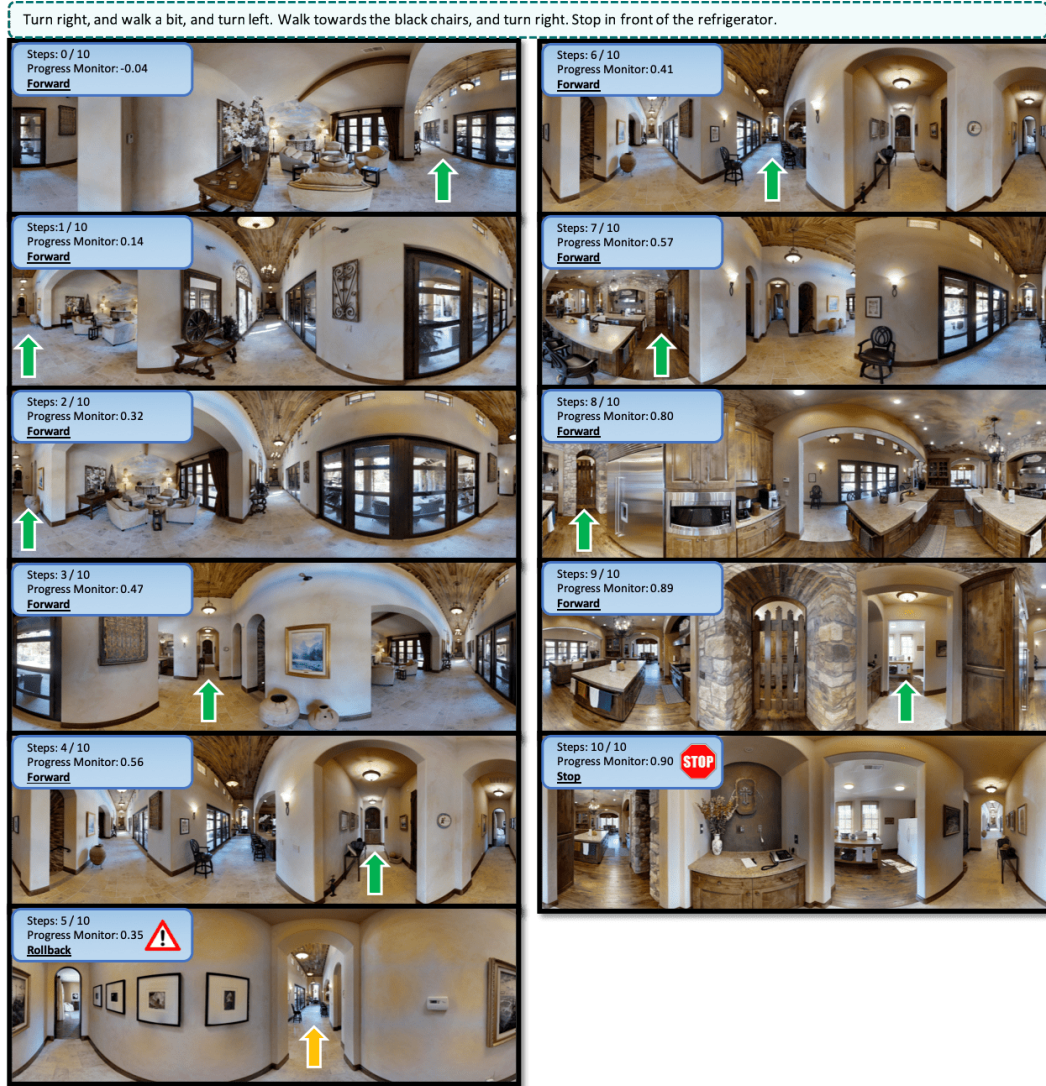 Turn right, and walk a bit, and turn left. Walk towards the black chairs, and turn right. Stop in front of the refrigerator.
Steps: 0 / 10
Progress Monitor: -0.04
Forward
Steps:1 / 10
Progress Monitor: 0.14
Forward
Steps: 2 / 10
Progress Monitor: 0.32
Forward
Steps: 3 / 10
Progress Monitor: 0.47
Forward
Steps: 4 / 10
Progress Monitor: 0.56
Forward
Steps: 5 / 10
Progress Monitor: 0.35
Rollback
Steps: 6 / 10
Progress Monitor: 0.41
Forward
Steps: 7 / 10
Progress Monitor: 0.57
Forward
Steps: 8 / 10
Progress Monitor: 0.80
Forward
Steps: 9 / 10
Progress Monitor: 0.89
Forward
Steps: 10 / 10
Progress Monitor: 0.90
Stop
STOP